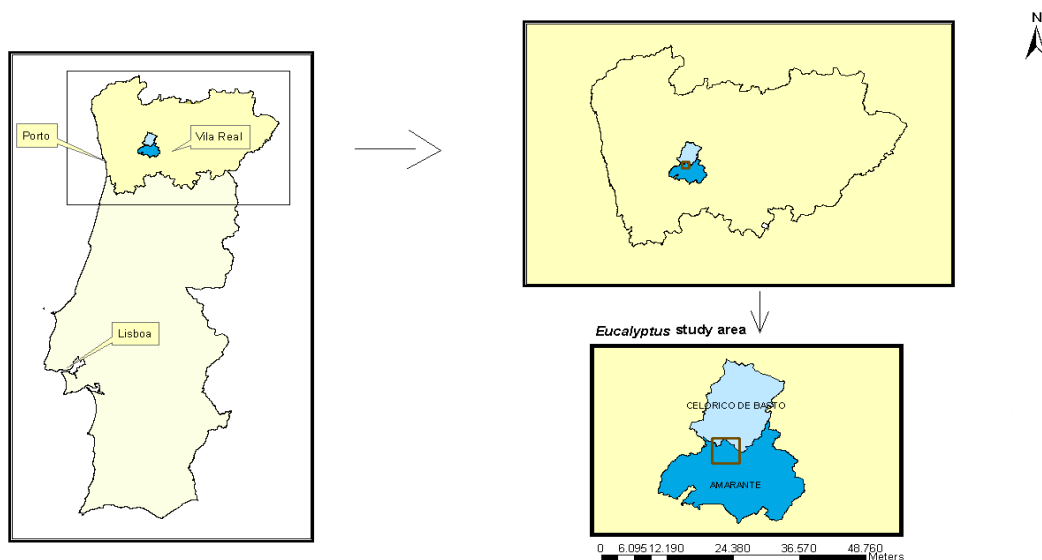 N
Porto
Vila Real
Lisboa
Eucalyptus study area
CELORICO DE BASTO
AMARANTE
0 6.095 12.190 24.380 36.570 48.760
Meters